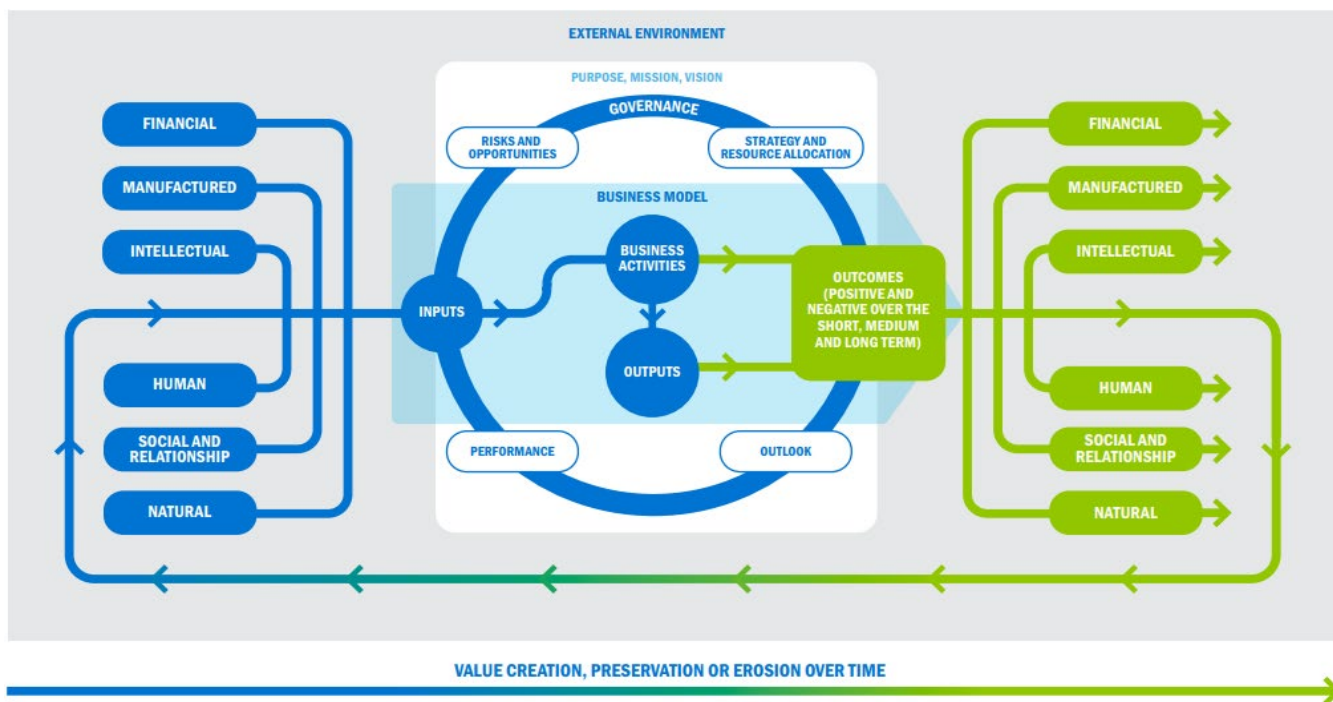 EXTERNAL ENVIRONMENT
PURPOSE, MISSION, VISION
GOVERNANCE
RISKS AND
OPPORTUNITIES
STRATEGY AND
RESOURCE ALLOCATION
FINANCIAL
MANUFACTURED
INTELLECTUAL
HUMAN
SOCIAL AND
RELATIONSHIP
NATURAL
BUSINESS MODEL
INPUTS
BUSINESS
ACTIVITIES
OUTPUTS
OUTCOMES
(POSITIVE AND
NEGATIVE OVER THE
SHORT, MEDIUM
AND LONG TERM)
PERFORMANCE
OUTLOOK
FINANCIAL
MANUFACTURED
INTELLECTUAL
HUMAN
SOCIAL AND
RELATIONSHIP
NATURAL
VALUE CREATION, PRESERVATION OR EROSION OVER TIME